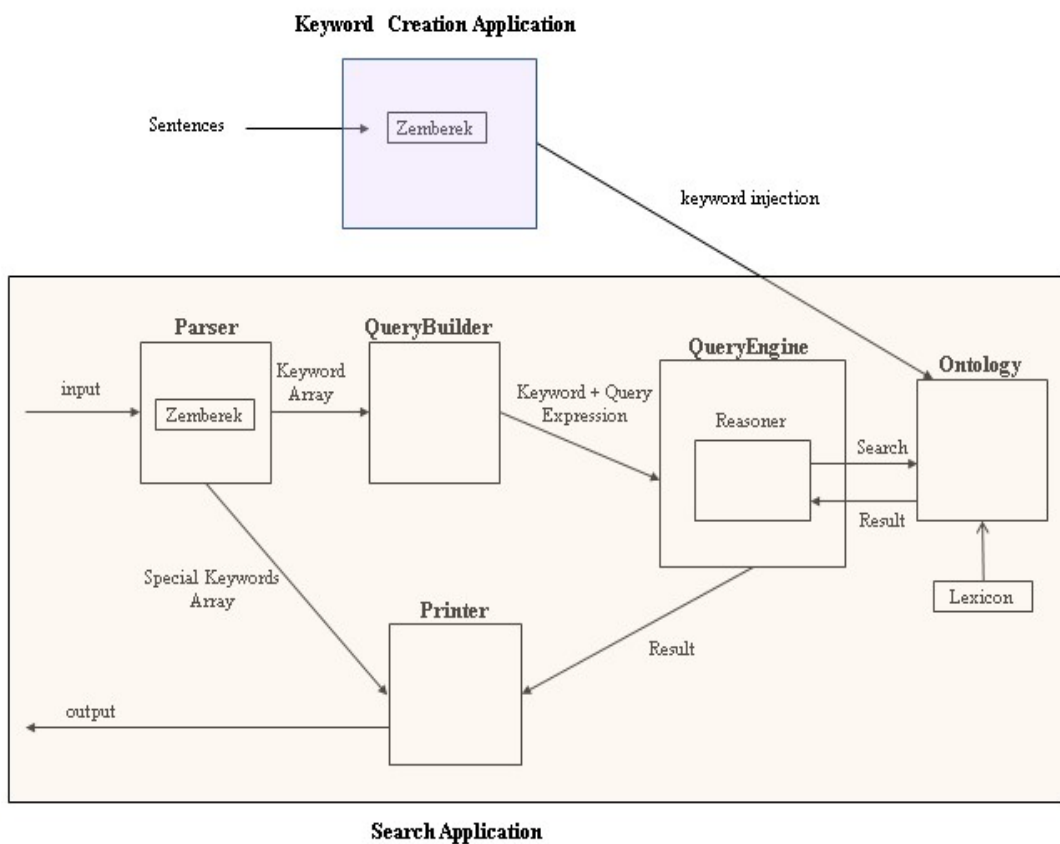 Keyword Creation Application
Sentences
Zemberek
keyword injection
Parser
QueryBuilder
QueryEngine
Ontology
input
Zemberek
Keyword
Array
Keyword + Query
Expression
Reasoner
Search
Result
Lexicon
Special Keywords
Array
Printer
Result
output
Search Application